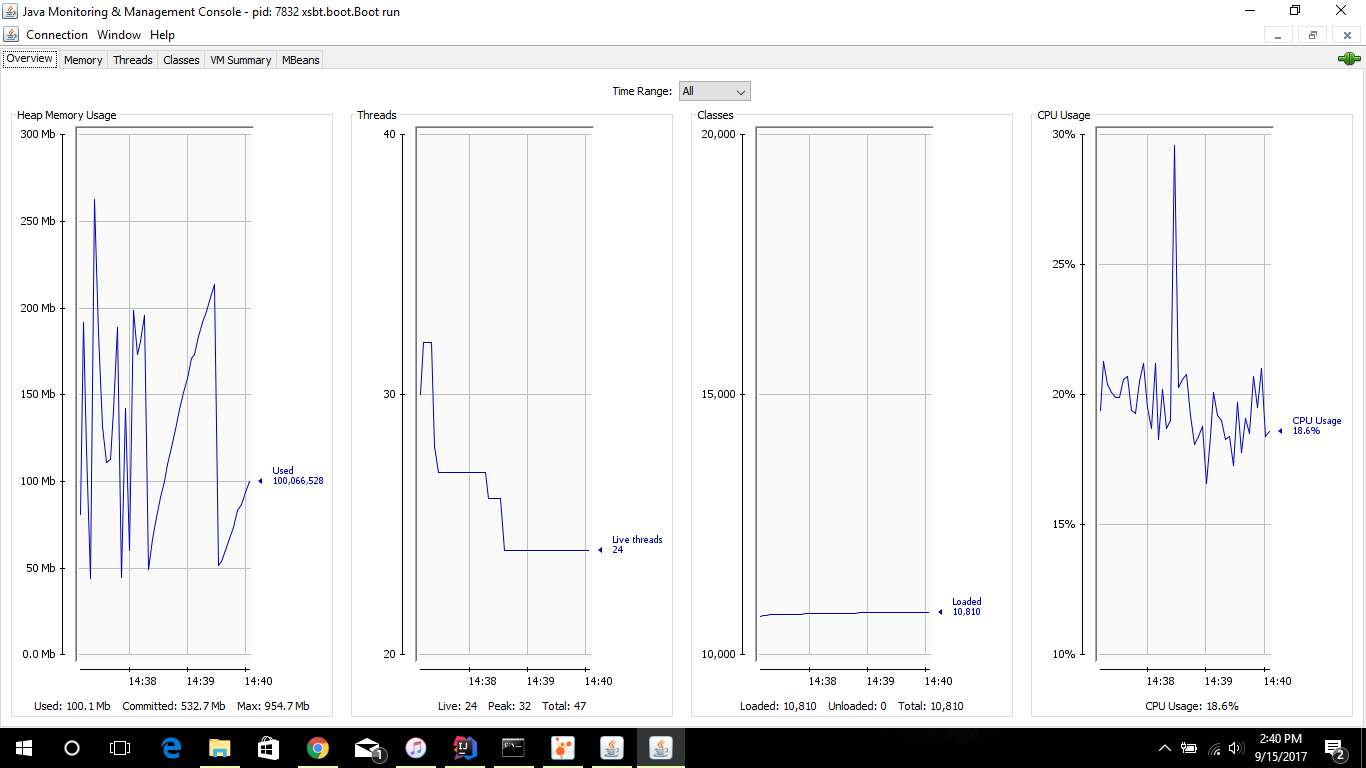 Java Monitoring & Management Console - pid: 7832 xsbt.boot.Boot run
Connection Window Help
Overview Memory Threads Classes VM Summary MBeans
Time Range: All
Heap Memory Usage
300 Mb
250 Mb
200 Mb
150 Mb
100 Mb
50 Mb
0.0 Mb
Used
100,066,528
14:38 14:39 14:40
Used: 100.1 Mb Committed: 532.7 Mb Max: 954.7 Mb
Threads
40
30
20
Live threads
24
14:38 14:39 14:40
Live: 24 Peak: 32 Total: 47
Classes
20,000
15,000
10,000
Loaded
10,810
14:38 14:39 14:40
Loaded: 10,810 Unloaded: 0 Total: 10,810
CPU Usage
30%
25%
20%
15%
10%
CPU Usage
18.6%
14:38 14:39 14:40
CPU Usage: 18.6%
1
IJ
C:\.
2:40 PM
9/15/2017
2